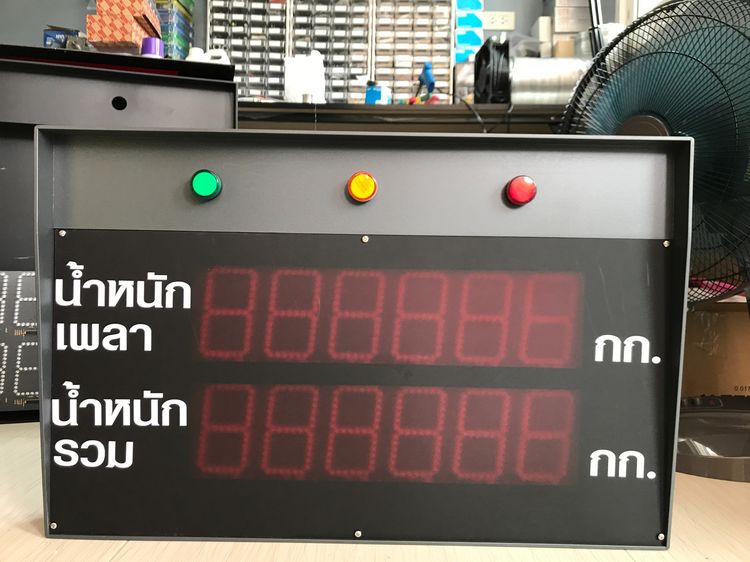 น้ำหนัก
เพลา
กก.
น้ำหนัก
รวม
กก.